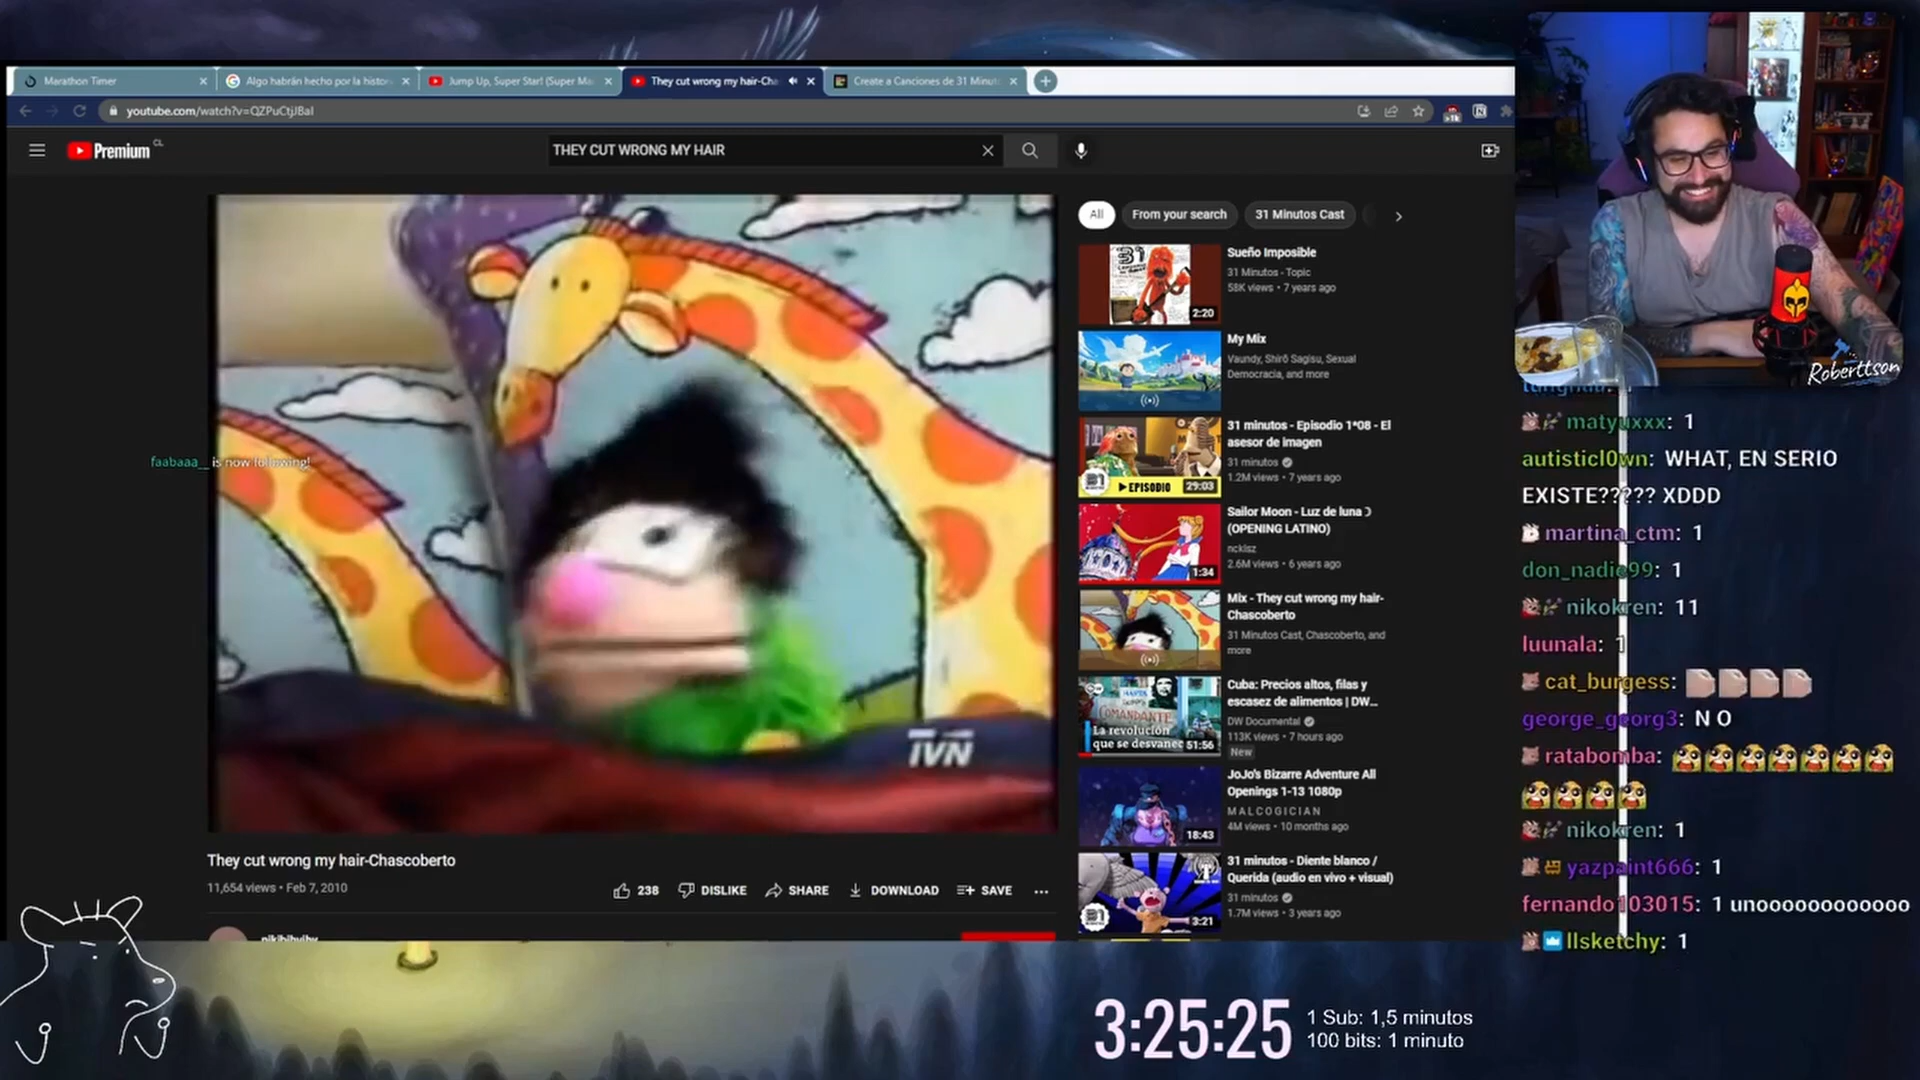 Marathon Timer
Algo habrán hecho por la histor
Jump Up, Super Star! (Super Ma
They cut wrong my hair-Cha
Create a Canciones de 31 Minut
youtube.com/watch?v=QZPuCtjJBaI
Premium CL
THEY CUT WRONG MY HAIR
All
From your search
31 Minutos Cast
faabaaa__ is now following!
TVN
They cut wrong my hair-Chascoberto
11,654 views • Feb 7, 2010
238
DISLIKE
SHARE
DOWNLOAD
SAVE
Sueño Imposible
31 Minutos - Topic
58K views • 7 years ago
2:20
My Mix
Vaundy, Shirō Sagisu, Sexual
Democracia, and more
31 minutos - Episodio 1*08 - El
asesor de imagen
31 minutos
1.2M views • 7 years ago
EPISODIO
29:03
Sailor Moon - Luz de luna☽
(OPENING LATINO)
ncklsz
2.6M views • 6 years ago
1:34
Mix - They cut wrong my hair-
Chascoberto
31 Minutos Cast, Chascoberto, and
more
Cuba: Precios altos, filas y
escasez de alimentos | DW...
DW Documental
113K views • 7 hours ago
New
COMANDANTE
La revolución
que se desvanec
51:56
JoJo's Bizarre Adventure All
Openings 1-13 1080p
M A L C O G I C I A N
4M views • 10 months ago
18:43
31 minutos - Diente blanco /
Querida (audio en vivo + visual)
31 minutos
1.7M views • 3 years ago
3:21
Roberttson
matyuxxx: 1
autisticl0wn: WHAT, EN SERIO
EXISTE????? XDDD
martina_ctm: 1
don_nadie99: 1
nikokren: 11
luunala: 1
cat_burgess:
george_georg3: N O
ratabomba:
nikokren: 1
yazpaint666: 1
fernando103015: 1 unoooooooooooo
llsketchy: 1
3:25:25
1 Sub: 1,5 minutos
100 bits: 1 minuto